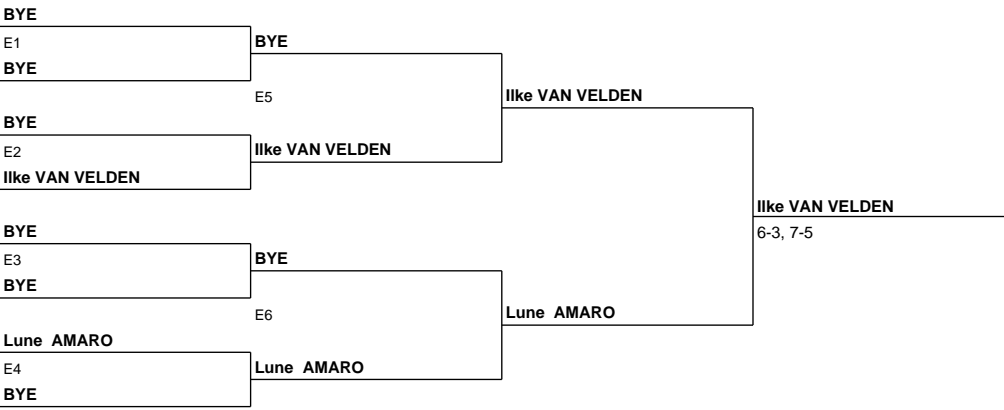 BYE
E1
BYE
BYE
E5
Ilke VAN VELDEN
BYE
E2
Ilke VAN VELDEN
Ilke VAN VELDEN
Ilke VAN VELDEN
6-3, 7-5
BYE
E3
BYE
BYE
E6
Lune AMARO
Lune AMARO
E4
Lune AMARO
BYE